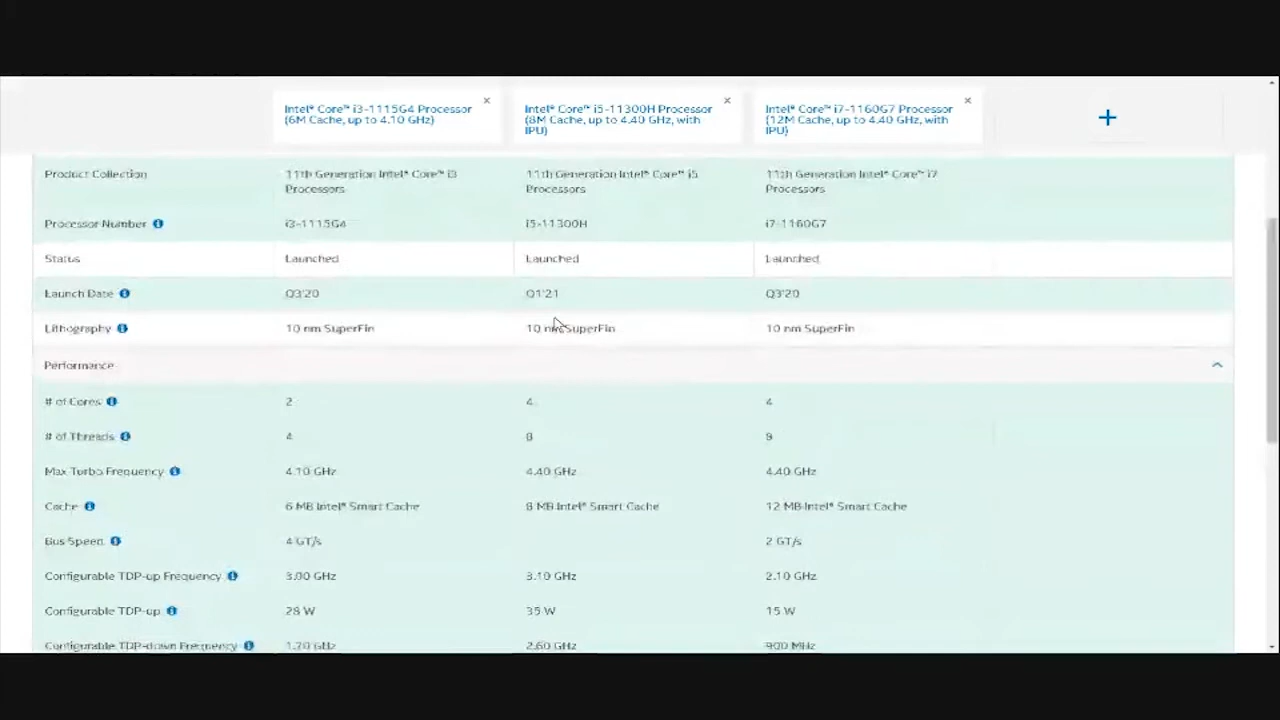 Intel® Core™ i3-1115G4 Processor (6M Cache, up to 4.10 GHz)
Intel® Core™ i5-11300H Processor (8M Cache, up to 4.40 GHz, with IPU)
Intel® Core™ i7-1160G7 Processor (12M Cache, up to 4.40 GHz, with IPU)
Product Collection 11th Generation Intel® Core™ i3 Processors 11th Generation Intel® Core™ i5 Processors 11th Generation Intel® Core™ i7 Processors
Processor Number i3-1115G4 i5-11300H i7-1160G7
Status Launched Launched Launched
Launch Date Q3'20 Q1'21 Q3'20
Lithography 10 nm SuperFin 10 nm SuperFin 10 nm SuperFin
Performance
# of Cores 2 4 4
# of Threads 4 8 8
Max Turbo Frequency 4.10 GHz 4.40 GHz 4.40 GHz
Cache 6 MB Intel® Smart Cache 8 MB Intel® Smart Cache 12 MB Intel® Smart Cache
Bus Speed 4 GT/s 2 GT/s
Configurable TDP-up Frequency 3.00 GHz 3.10 GHz 2.10 GHz
Configurable TDP-up 28 W 35 W 15 W
Configurable TDP-down Frequency 1.70 GHz 2.60 GHz 900 MHz